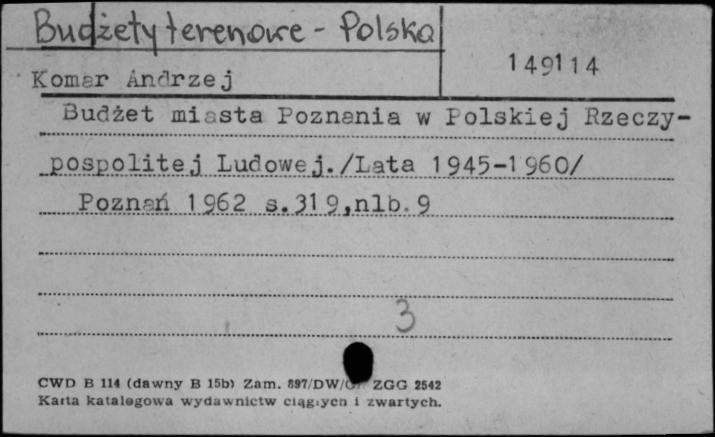 Budżety terenowe - Polska
149114
Komar Andrzej
Budżet miasta Poznania w Polskiej Rzeczy-
pospolitej Ludowej./Lata 1945-1960/
Poznań 1962 s.319,nlb.9
3
CWD B 114 (dawny B 15b) Zam. 897/DW/ ZGG 2542
Karta katalogowa wydawnictw ciągłych i zwartych.